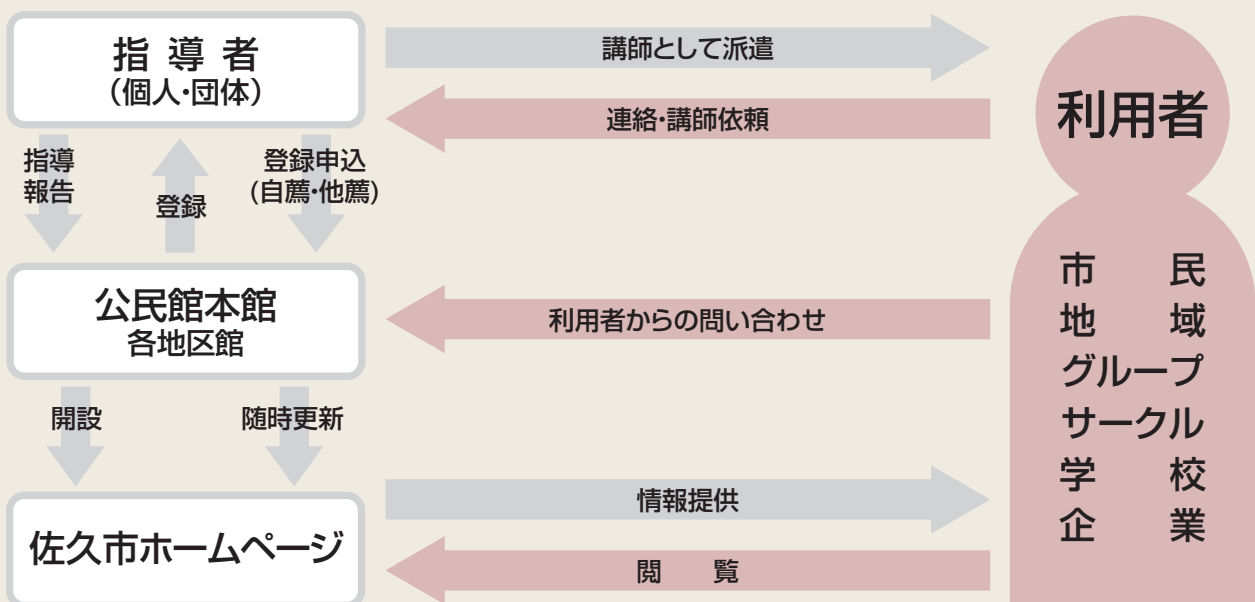 指導者
（個人・団体）
講師として派遣
連絡・講師依頼
利用者
指導
報告
登録
登録申込
(自薦・他薦)
公民館本館
各地区館
利用者からの問い合わせ
市民
地域
グループ
サークル
学校
企業
開設
随時更新
佐久市ホームページ
情報提供
閲覧